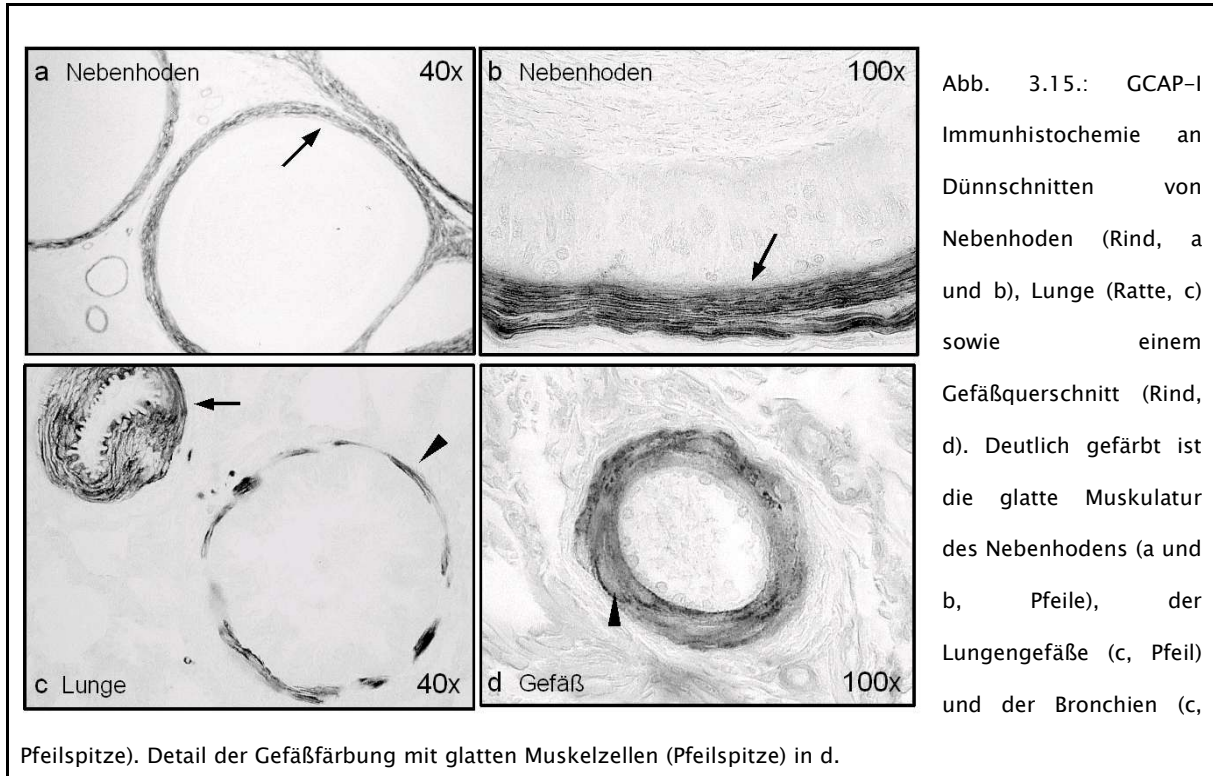 a Nebenhoden 40x
b Nebenhoden 100x
c Lunge 40x
d Gefäß 100x
Abb. 3.15.: GCAP-I
Immunhistochemie an
Dünnschnitten von
Nebenhoden (Rind, a
und b), Lunge (Ratte, c)
sowie einem
Gefäßquerschnitt (Rind,
d). Deutlich gefärbt ist
die glatte Muskulatur
des Nebenhodens (a und
b, Pfeile), der
Lungengefäße (c, Pfeil)
und der Bronchien (c,
Pfeilspitze). Detail der Gefäßfärbung mit glatten Muskelzellen (Pfeilspitze) in d.